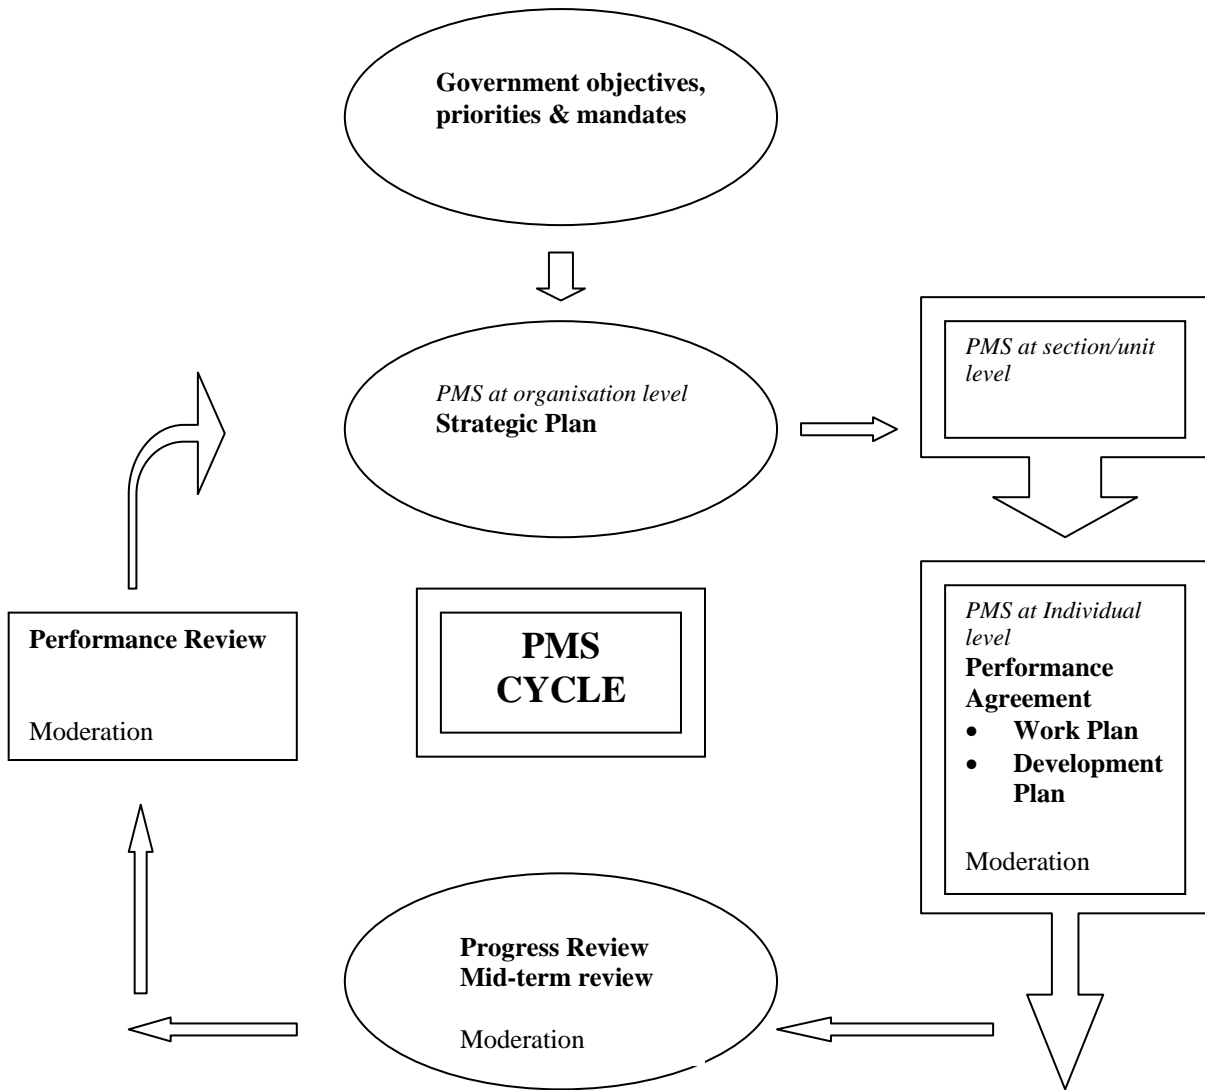 Government objectives,
priorities & mandates
PMS at organisation level
Strategic Plan
PMS at section/unit
level
PMS at Individual
level
Performance
Agreement
• Work Plan
• Development
Plan
Moderation
Performance Review
Moderation
PMS
CYCLE
Progress Review
Mid-term review
Moderation